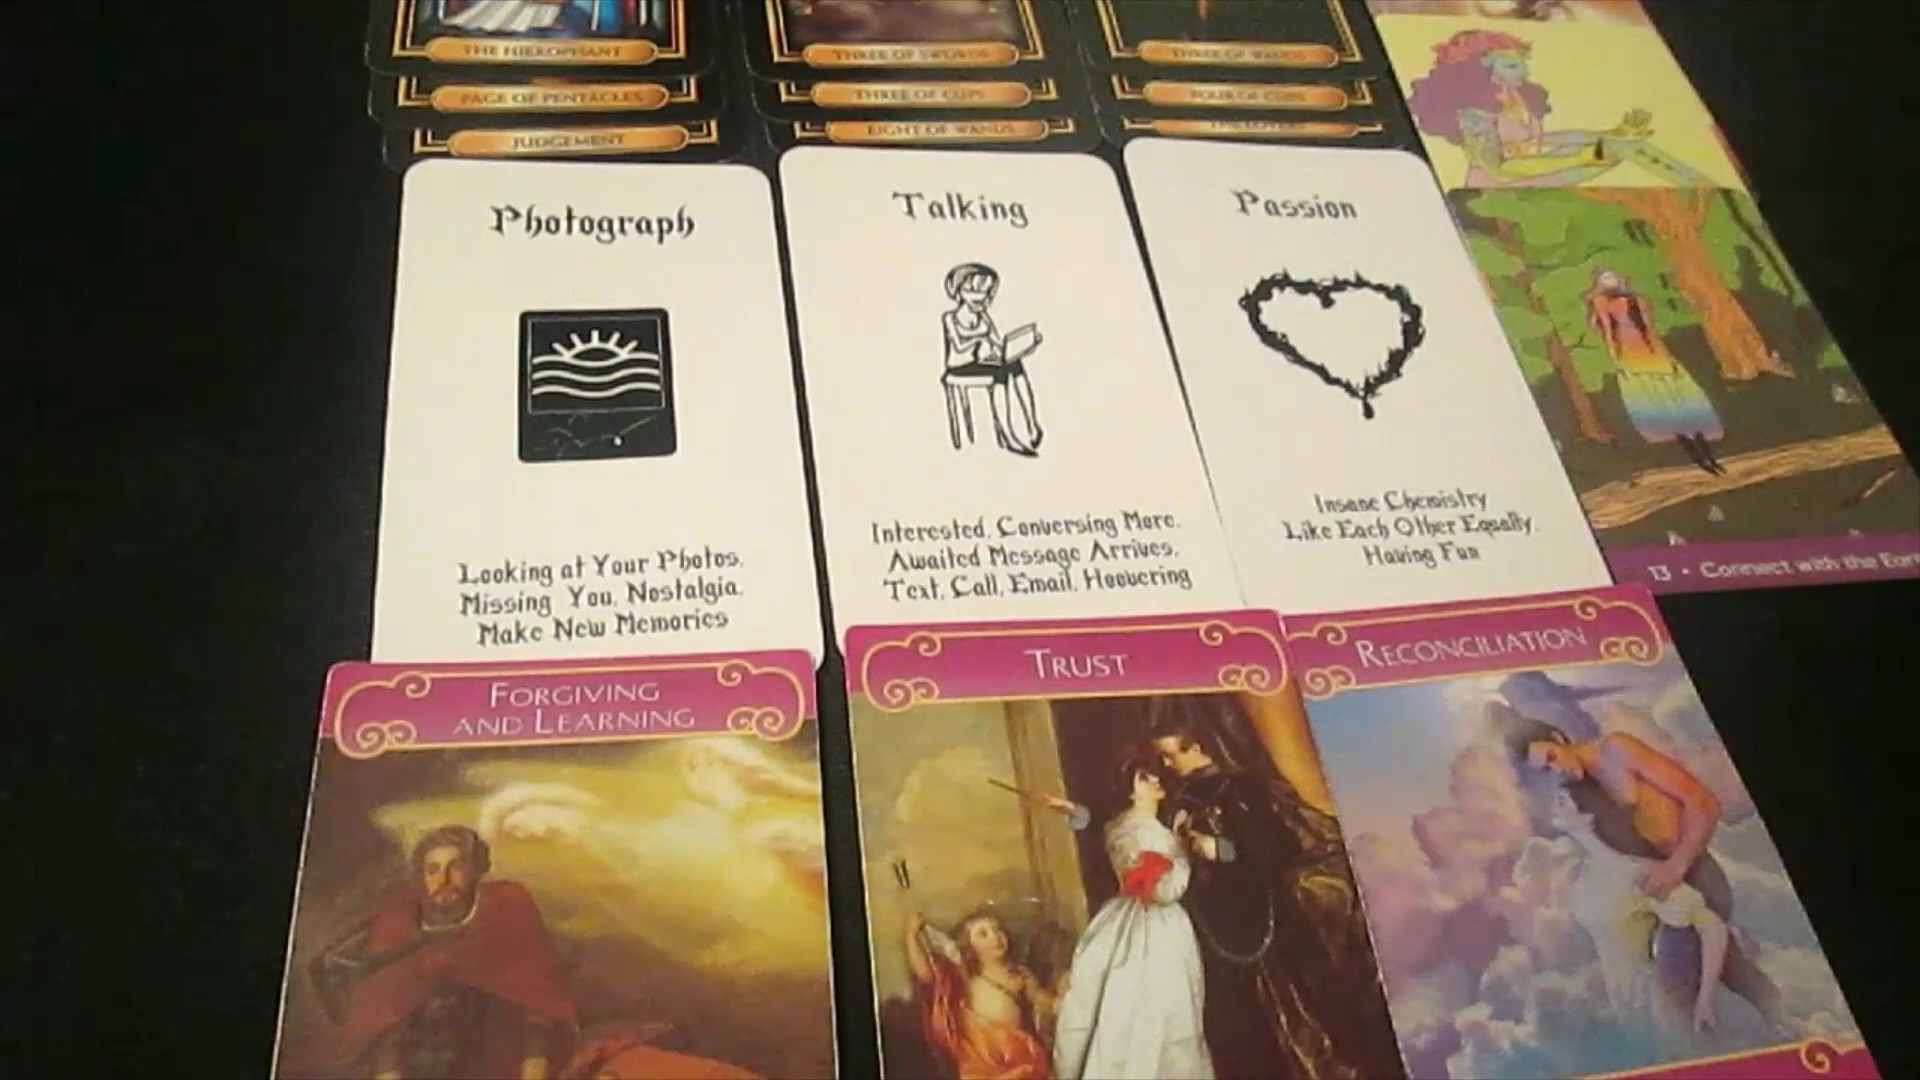 THE HIEROPHANT
THREE OF SWORDS
THREE OF WANDS
PAGE OF PENTACLES
THREE OF CUPS
FOUR OF CUPS
JUDGEMENT
EIGHT OF WANDS
Photograph
Looking at Your Photos,
Missing You, Nostalgia,
Make New Memories
Talking
Interested, Conversing More,
Awaited Message Arrives,
Text, Call, Email, Hoovering
Passion
Insane Chemistry
Like Each Other Equally,
Having Fun
13 • Connect with the
FORGIVING
AND LEARNING
TRUST
RECONCILIATION